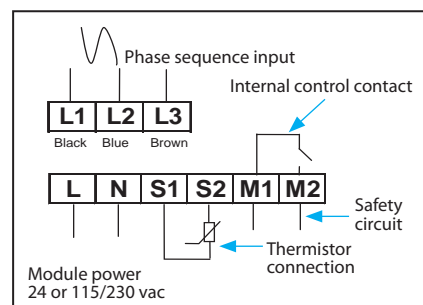 Phase sequence input
Internal control contact
L1 L2 L3
Black Blue Brown
L N S1 S2 M1 M2
Safety
circuit
Thermistor
connection
Module power
24 or 115/230 vac